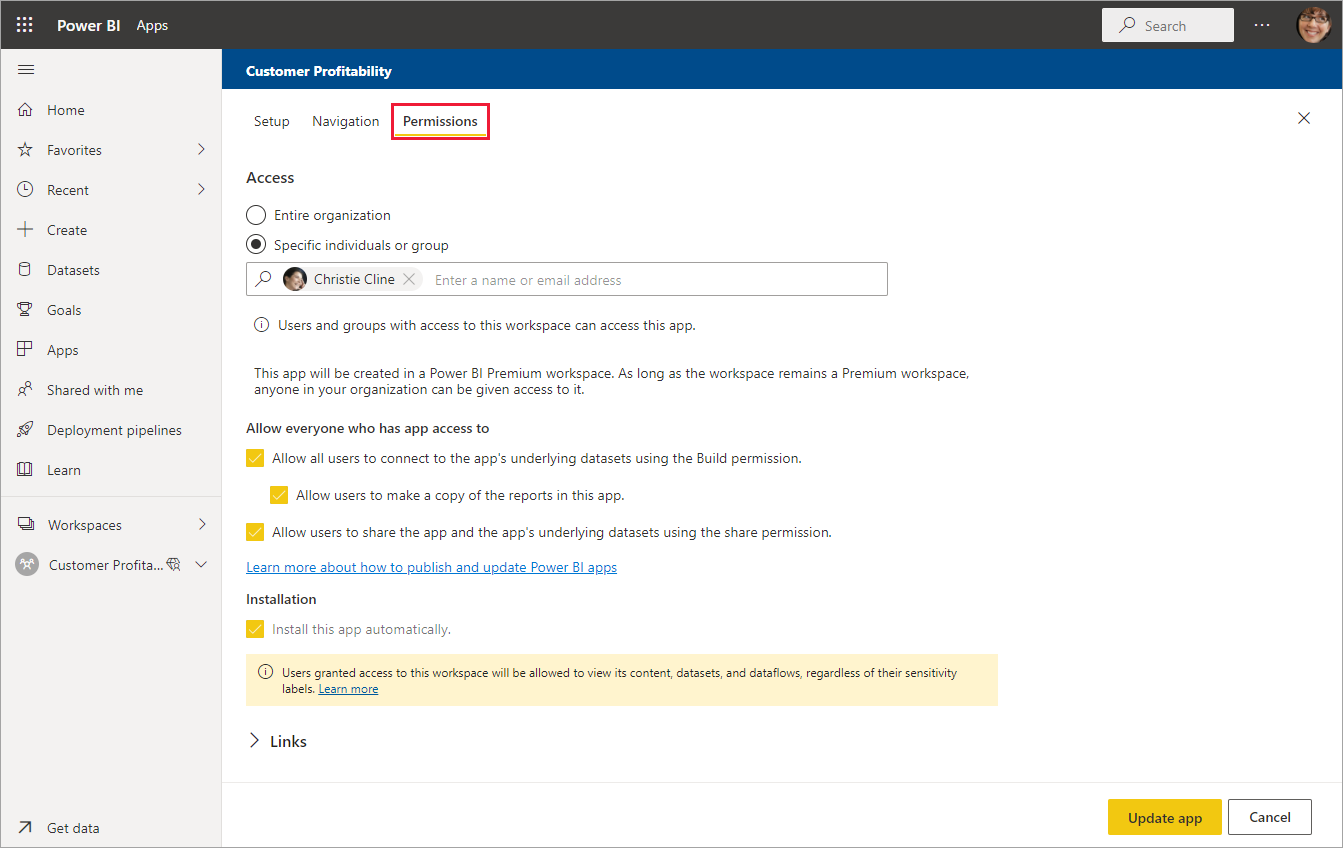 Power BI Apps
Search
Customer Profitability
Home
Favorites
Recent
Create
Datasets
Goals
Apps
Shared with me
Deployment pipelines
Learn
Workspaces
Customer Profita...
Get data
Setup Navigation Permissions
Access
Entire organization
Specific individuals or group
Christie Cline Enter a name or email address
Users and groups with access to this workspace can access this app.
This app will be created in a Power BI Premium workspace. As long as the workspace remains a Premium workspace,
anyone in your organization can be given access to it.
Allow everyone who has app access to
Allow all users to connect to the app's underlying datasets using the Build permission.
Allow users to make a copy of the reports in this app.
Allow users to share the app and the app's underlying datasets using the share permission.
Learn more about how to publish and update Power BI apps
Installation
Install this app automatically.
Users granted access to this workspace will be allowed to view its content, datasets, and dataflows, regardless of their sensitivity
labels. Learn more
Links
Update app Cancel